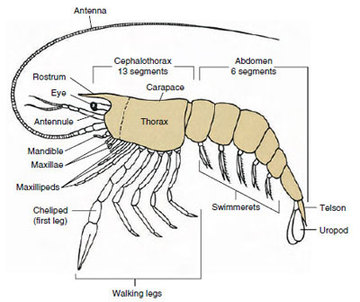 Antenna
Cephalothorax
13 segments
Abdomen
6 segments
Rostrum
Eye
Carapace
Antennule
Thorax
Mandible
Maxillae
Maxillipeds
Cheliped
(first leg)
Swimmerets
Telson
Uropod
Walking legs